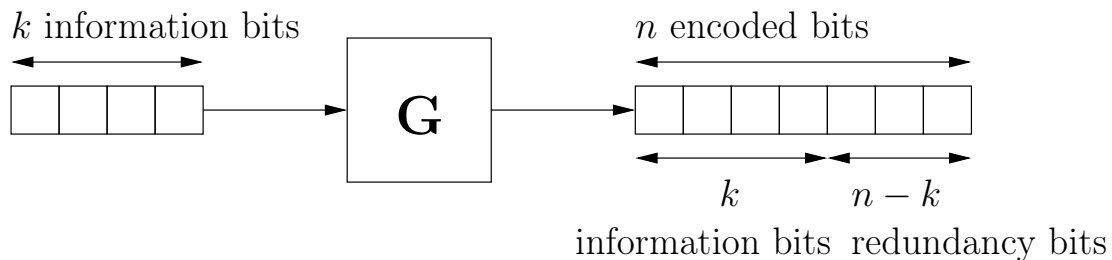 k information bits
n encoded bits
G
k
n − k
information bits
redundancy bits